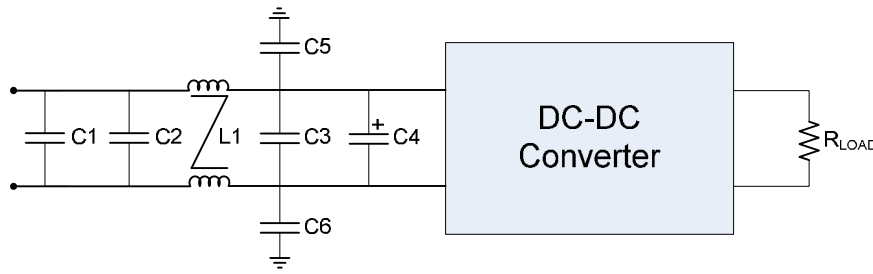 C5
C1
C2
L1
C3
+
C4
DC-DC
Converter
RLOAD
C6